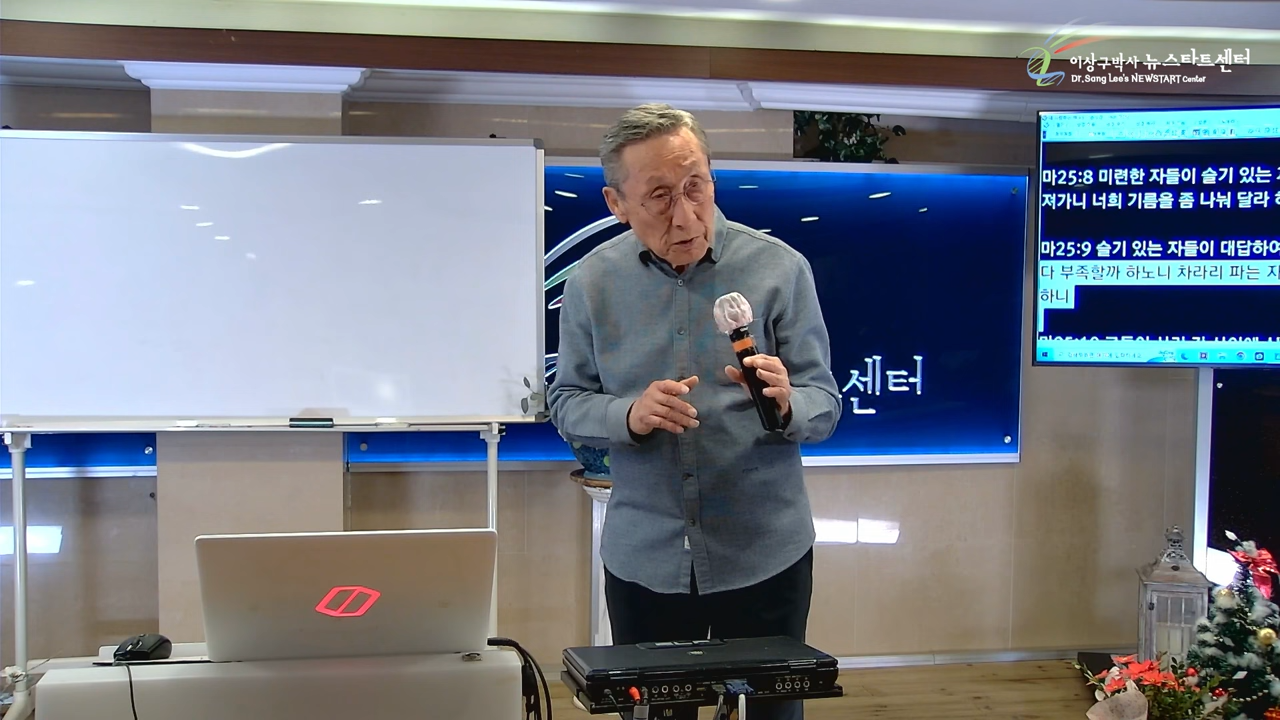 이상구박사 뉴스타트센터
Dr. Sang Lee's NEWSTART Center
마25:8 미련한 자들이 슬기 있는
져가니 너희 기름을 좀 나눠 달라
마25:9 슬기 있는 자들이 대답하여
다 부족할까 하노니 차라리 파는
하니
센터